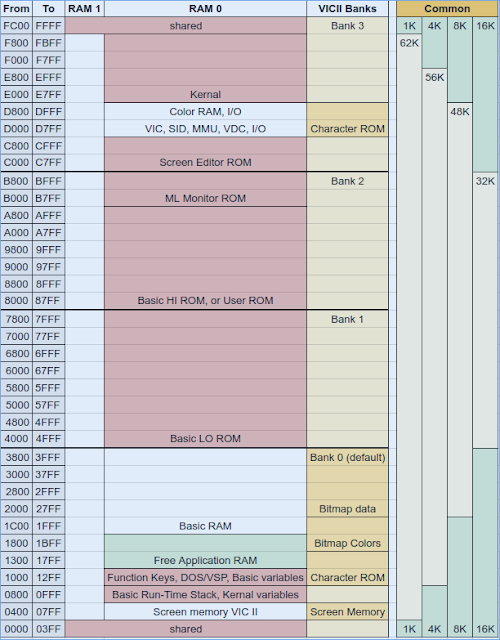 From To RAM 1 RAM 0 VICII Banks Common
FC00 FFFF shared Bank 3 1K 4K 8K 16K
F800 FBFF 62K
F000 F7FF
E800 EFFF 56K
E000 E7FF Kernal
D800 DFFF Color RAM, I/O 48K
D000 D7FF VIC, SID, MMU, VDC, I/O Character ROM
C800 CFFF
C000 C7FF Screen Editor ROM
B800 BFFF Bank 2 32K
B000 B7FF ML Monitor ROM
A800 AFFF
A000 A7FF
9800 9FFF
9000 97FF
8800 8FFF
8000 87FF Basic HI ROM, or User ROM
7800 7FFF Bank 1
7000 77FF
6800 6FFF
6000 67FF
5800 5FFF
5000 57FF
4800 4FFF
4000 4FFF Basic LO ROM
3800 3FFF Bank 0 (default)
3000 37FF
2800 2FFF
2000 27FF Bitmap data
1C00 1FFF Basic RAM
1800 1BFF Bitmap Colors
1300 17FF Free Application RAM
1000 12FF Function Keys, DOS/VSP, Basic variables Character ROM
0800 0FFF Basic Run-Time Stack, Kernal variables
0400 07FF Screen memory VIC II Screen Memory
0000 03FF shared 1K 4K 8K 16K